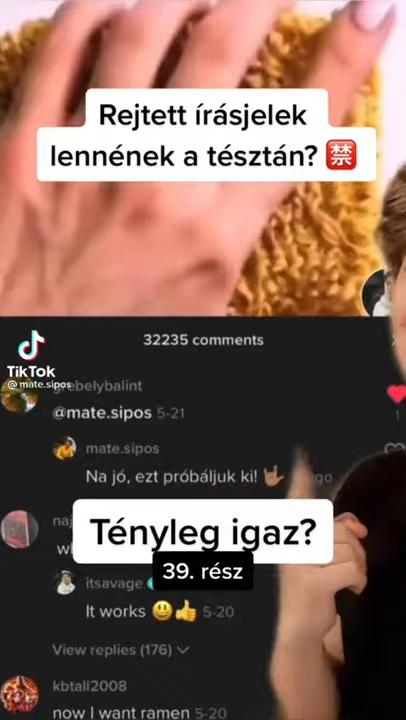 Rejtett írásjelek
lennének a tésztán? 🈲
32235 comments
TikTok
@mate.sipos
grebelybalint
@mate.sipos 5-21
1
mate.sipos
Na jó, ezt próbáljuk ki! 🤘🏽
Tényleg igaz?
39. rész
itsavage.
It works 😃👍 5-20
View replies (176)
kbtall2008
now I want ramen 5-20